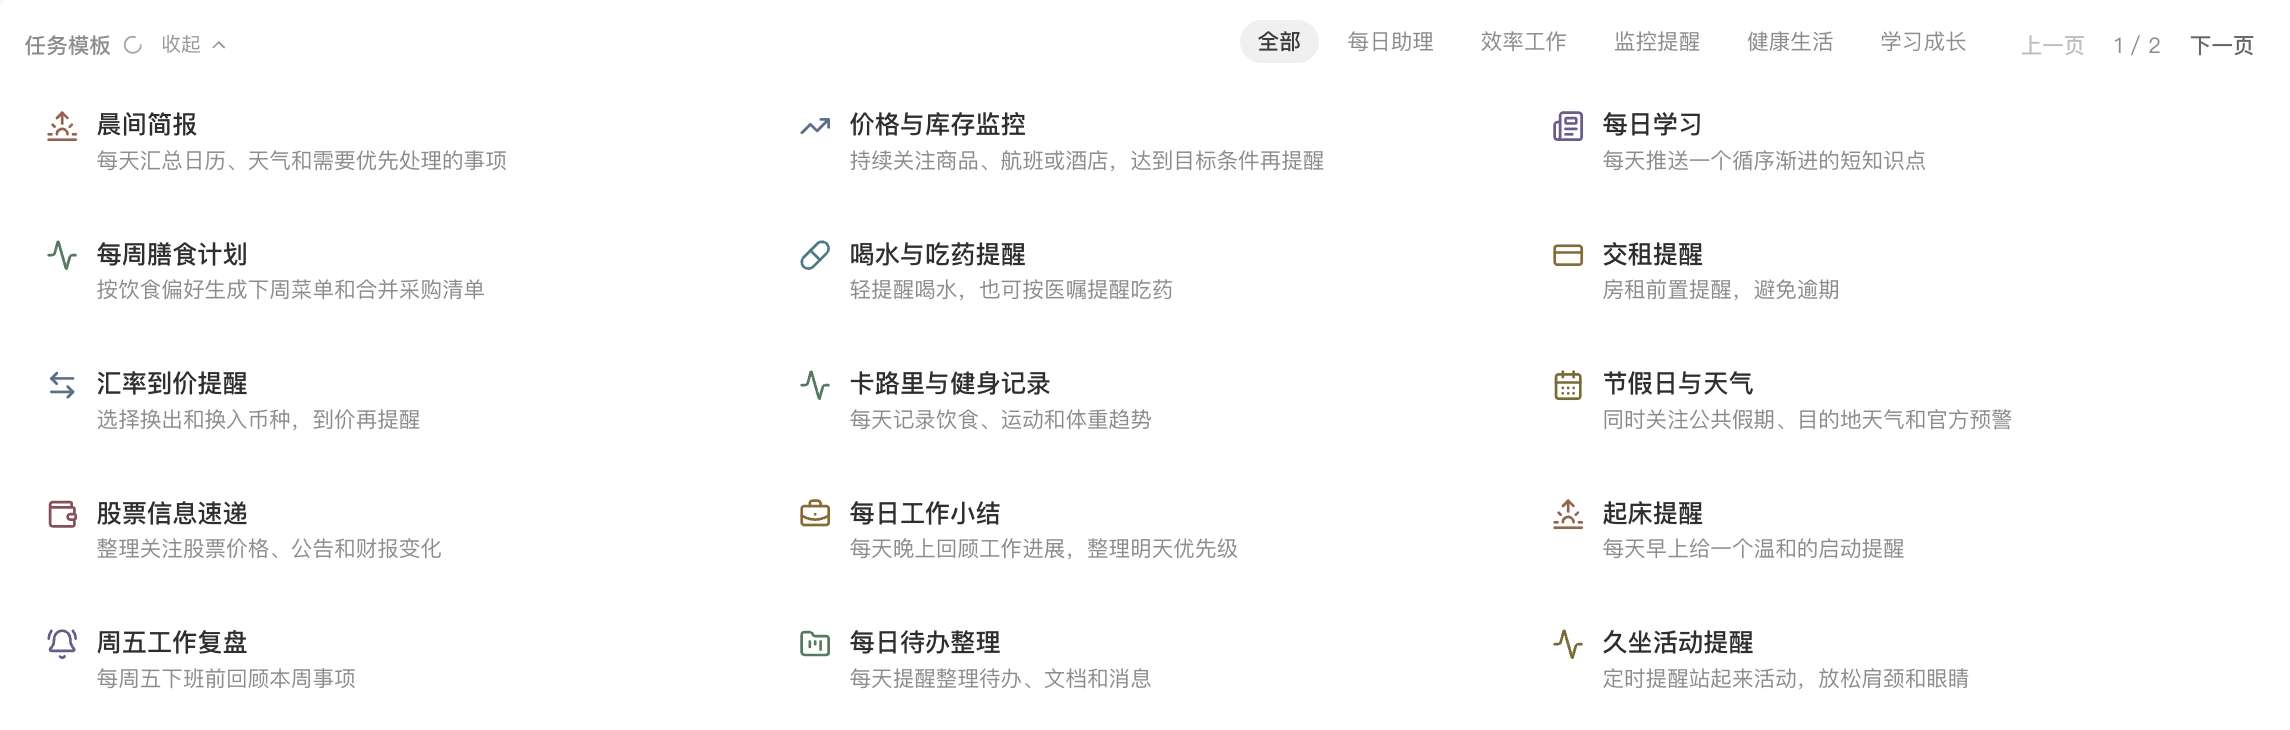 任务模板 收起
全部 每日助理 效率工作 监控提醒 健康生活 学习成长 上一页 1 / 2 下一页
晨间简报
每天汇总日历、天气和需要优先处理的事项
价格与库存监控
持续关注商品、航班或酒店，达到目标条件再提醒
每日学习
每天推送一个循序渐进的短知识点
每周膳食计划
按饮食偏好生成下周菜单和合并采购清单
喝水与吃药提醒
轻提醒喝水，也可按医嘱提醒吃药
交租提醒
房租前置提醒，避免逾期
汇率到价提醒
选择换出和换入币种，到价再提醒
卡路里与健身记录
每天记录饮食、运动和体重趋势
节假日与天气
同时关注公共假期、目的地天气和官方预警
股票信息速递
整理关注股票价格、公告和财报变化
每日工作小结
每天晚上回顾工作进展，整理明天优先级
起床提醒
每天早上给一个温和的启动提醒
周五工作复盘
每周五下班前回顾本周事项
每日待办整理
每天提醒整理待办、文档和消息
久坐活动提醒
定时提醒站起来活动，放松肩颈和眼睛